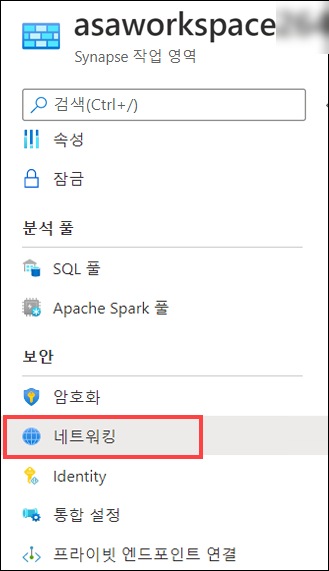 asaworkspace
Synapse 작업 영역
검색(Ctrl+/)
속성
잠금
분석 풀
SQL 풀
Apache Spark 풀
보안
암호화
네트워킹
Identity
통합 설정
프라이빗 엔드포인트 연결